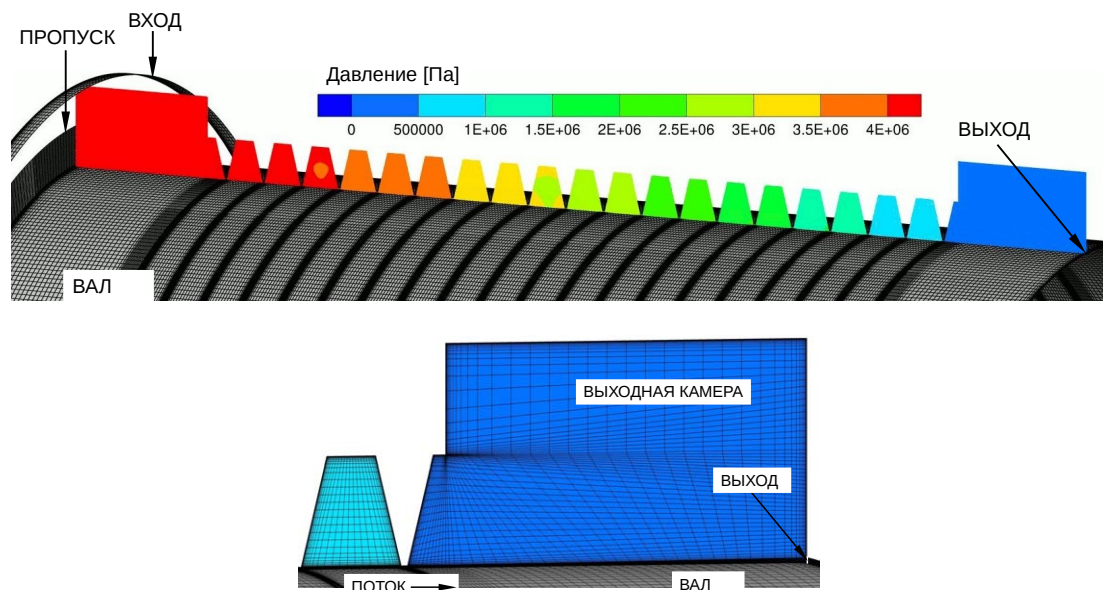 ВХОД
ПРОПУСК
Давление [Па]
0 500000 1E+06 1.5E+06 2E+06 2.5E+06 3E+06 3.5E+06 4E+06
ВЫХОД
ВАЛ
ВЫХОДНАЯ КАМЕРА
ВЫХОД
ПОТОК
ВАЛ